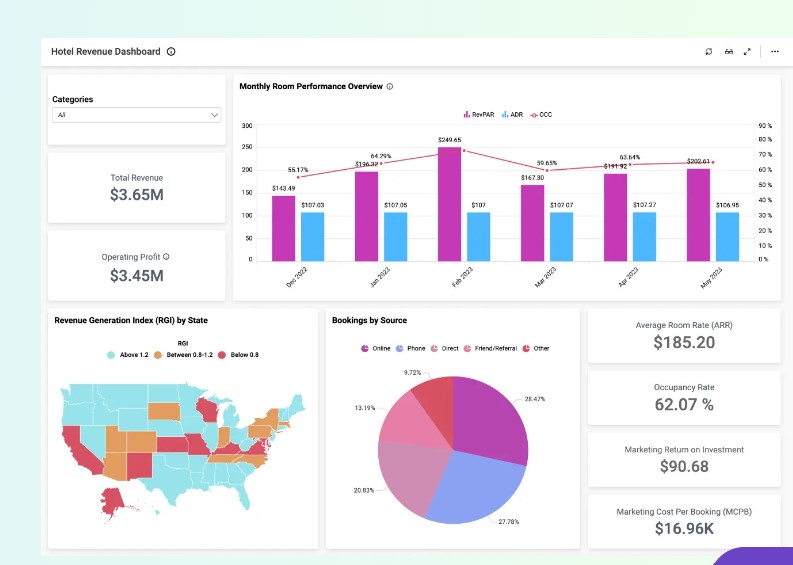 Hotel Revenue Dashboard
Categories
All
Total Revenue
$3.65M
Operating Profit
$3.45M
Monthly Room Performance Overview
RevPAR ADR OCC
300
250
200
150
100
50
0
90 %
80 %
70 %
60 %
50 %
40 %
30 %
20 %
10 %
0 %
$143.49
55.17%
$107.03
$196.32
64.29%
$107.05
$249.65
$107
$167.30
59.65%
$107.07
$191.92
63.64%
$107.27
$202.61
$106.95
Dec 2022
Jan 2023
Feb 2023
Mar 2023
Apr 2023
May 2023
Revenue Generation Index (RGI) by State
RGI
Above 1.2 Between 0.8-1.2 Below 0.8
Bookings by Source
Online Phone Direct Friend/Referral Other
9.72%
28.47%
13.19%
20.83%
27.78%
Average Room Rate (ARR)
$185.20
Occupancy Rate
62.07 %
Marketing Return on Investment
$90.68
Marketing Cost Per Booking (MCPB)
$16.96K